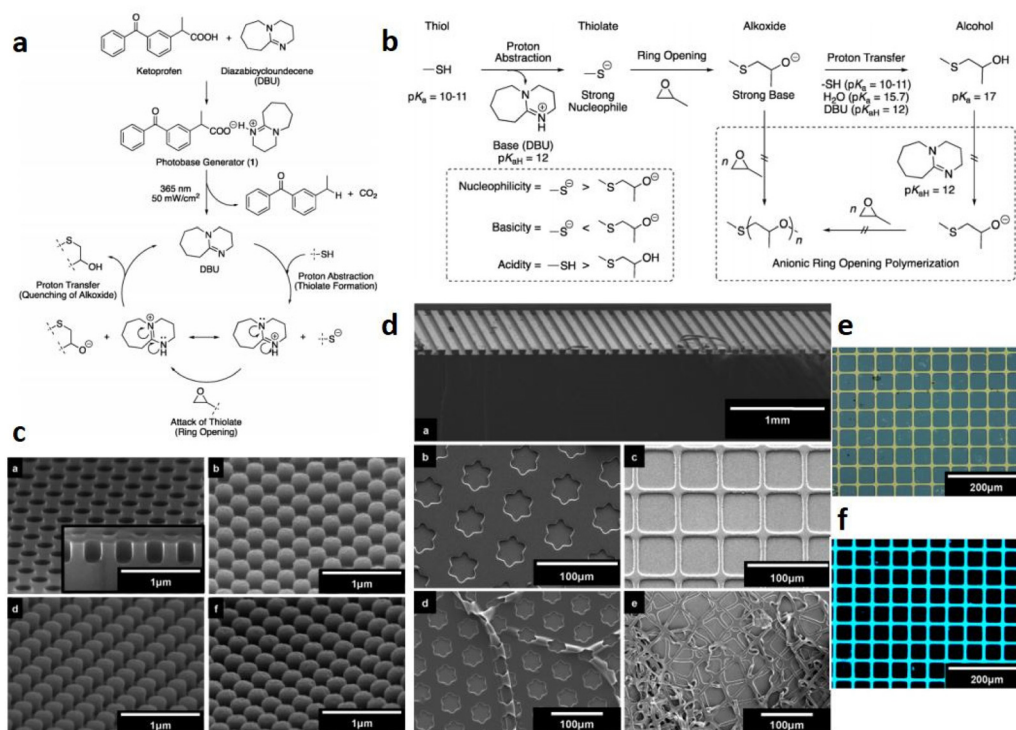 a
COOH
+
Ketoprofen
Diazabicycloundecene
(DBU)
Photobase Generator (1)
365 nm
50 mW/cm²
+ CO₂
DBU
SH
Proton Abstraction
(Thiolate Formation)
Proton Transfer
(Quenching of Alkoxide)
Attack of Thiolate
(Ring Opening)
b
Thiol
Thiolate
Alkoxide
Alcohol
Proton
Abstraction
Ring Opening
Proton Transfer
—SH
pKa = 10-11
—S⊖
Strong
Nucleophile
Base (DBU)
pKaH = 12
Strong Base
-SH (pKa = 10-11)
H₂O (pKa = 15.7)
DBU (pKaH = 12)
pKa = 17
Nucleophilicity = —S⊖ >
Basicity = —S⊖ <
Acidity = —SH >
n
pKaH = 12
n
Anionic Ring Opening Polymerization
c
a
1µm
b
1µm
d
1µm
f
1µm
d
a
1mm
b
100µm
c
100µm
d
100µm
e
100µm
e
200µm
f
200µm